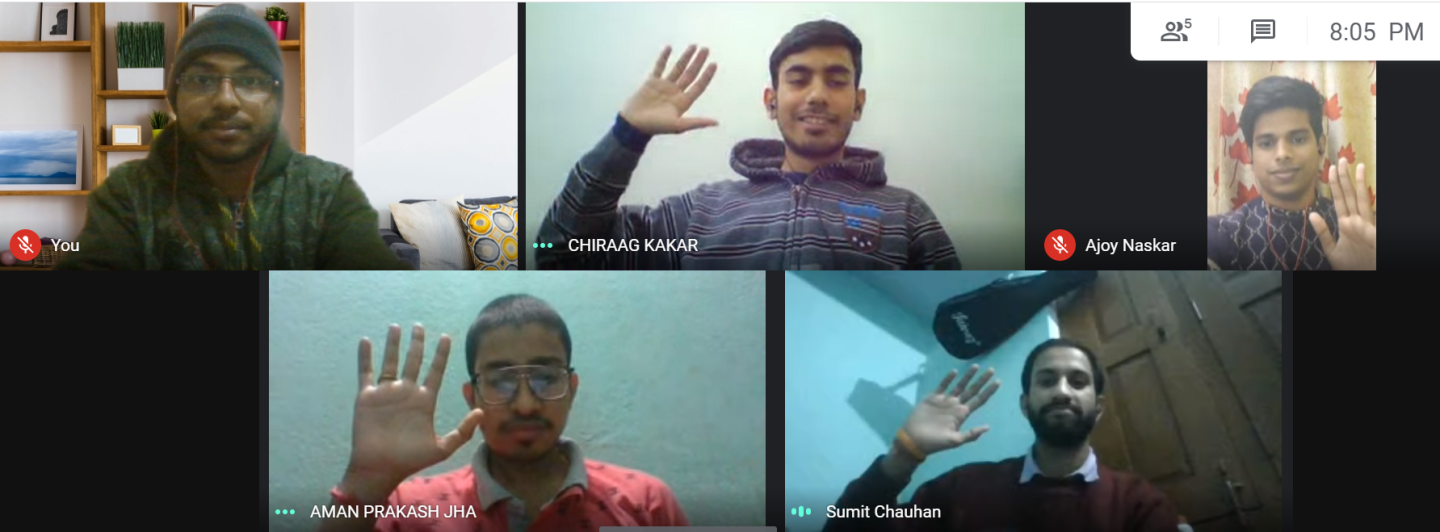 5
8:05 PM
You
CHIRAAG KAKAR
Ajoy Naskar
AMAN PRAKASH JHA
Sumit Chauhan